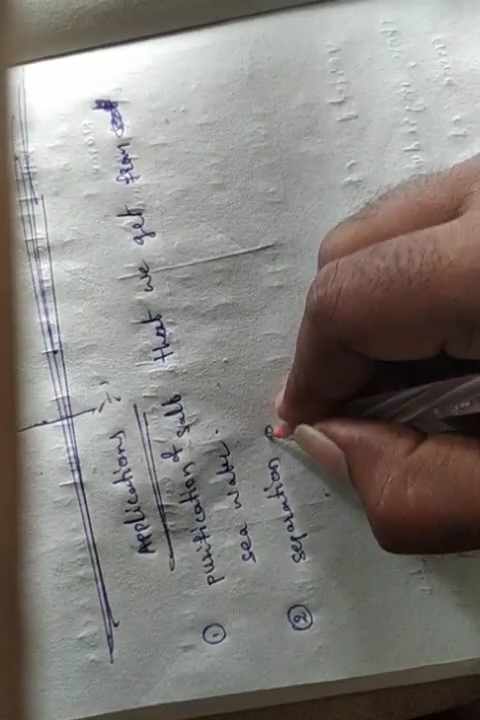 Applications
① purification of salt that we get from
sea water.
② separation o